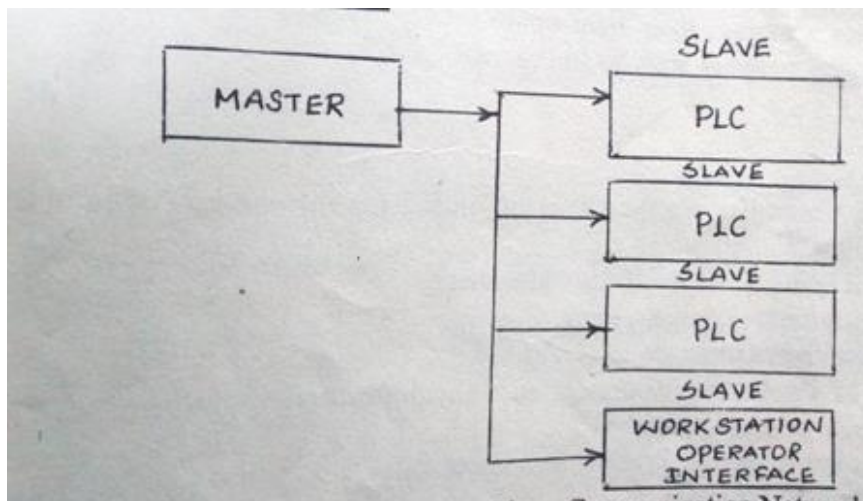 SLAVE
MASTER
PLC
SLAVE
PLC
SLAVE
PLC
SLAVE
WORKSTATION
OPERATOR
INTERFACE